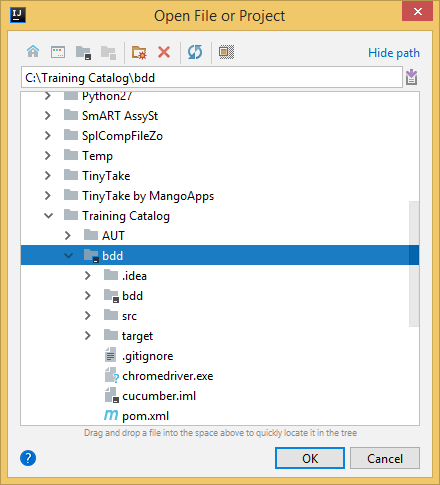 IJ
Open File or Project
Hide path
C:\Training Catalog\bdd
Python27
SmART AssySt
SplCompFileZo
Temp
TinyTake
TinyTake by MangoApps
Training Catalog
AUT
bdd
.idea
bdd
src
target
.gitignore
chromedriver.exe
cucumber.iml
m pom.xml
Drag and drop a file into the space above to quickly locate it in the tree
?
OK
Cancel